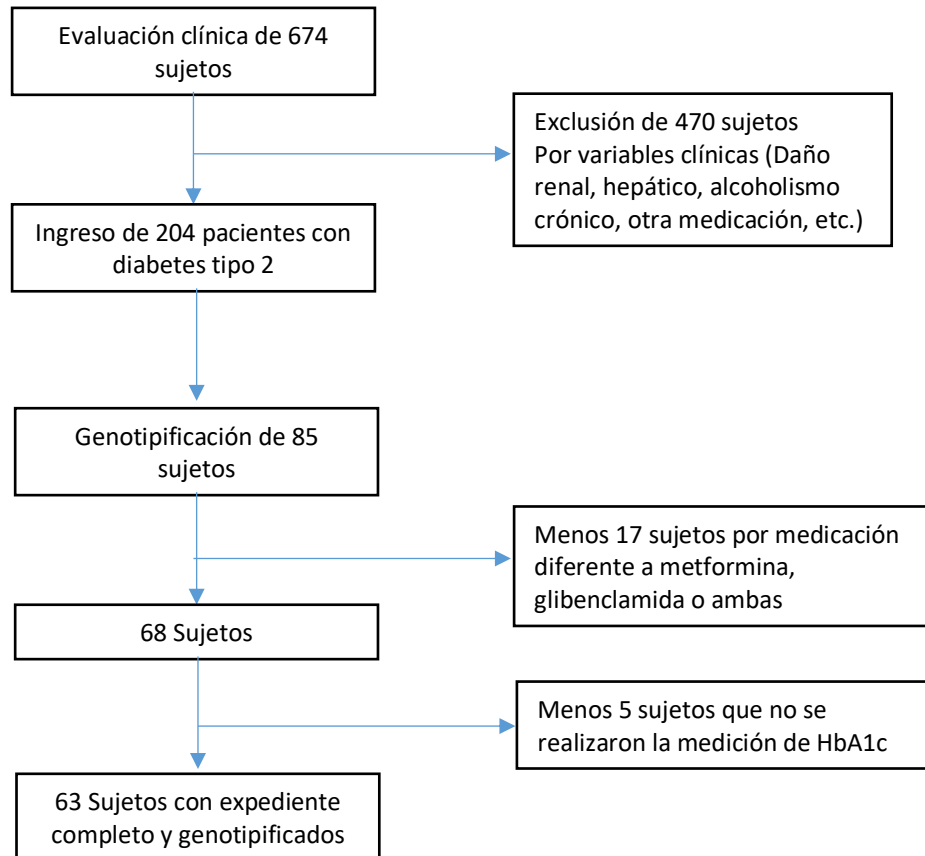 Evaluación clínica de 674
sujetos
Exclusión de 470 sujetos
Por variables clínicas (Daño
renal, hepático, alcoholismo
crónico, otra medicación, etc.)
Ingreso de 204 pacientes con
diabetes tipo 2
Genotipificación de 85
sujetos
Menos 17 sujetos por medicación
diferente a metformina,
glibenclamida o ambas
68 Sujetos
Menos 5 sujetos que no se
realizaron la medición de HbA1c
63 Sujetos con expediente
completo y genotipificados